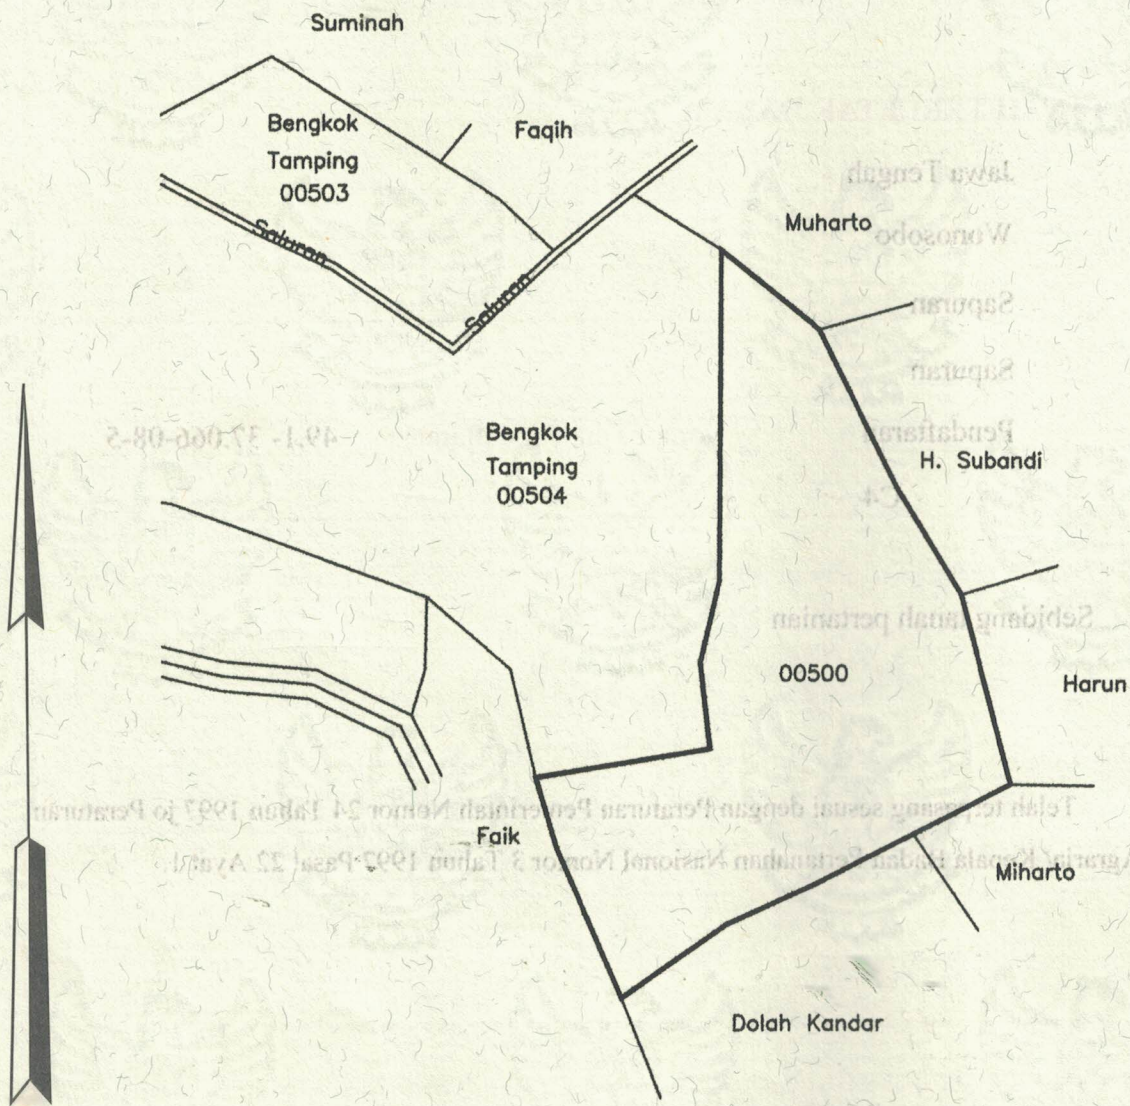 Suminah
Bengkok
Tamping
00503
Faqih
Saluran
Saluran
Muharto
Jawa Tengah
Wonosobo
Sapuran
Sapuran
Pendaftaran
49.1- 37.066-08-5
C4
Bengkok
Tamping
00504
H. Subandi
Sebidang tanah pertanian
00500
Harun
Telah terpasang sesuai dengan Peraturan Pemerintah Nomor 24 Tahun 1997 jo Peraturan
Agraria/ Kepala Badan Pertanahan Nasional Nomor 3 Tahun 1997 Pasal 22 Ayat 1.
Faik
Miharto
Dolah Kandar